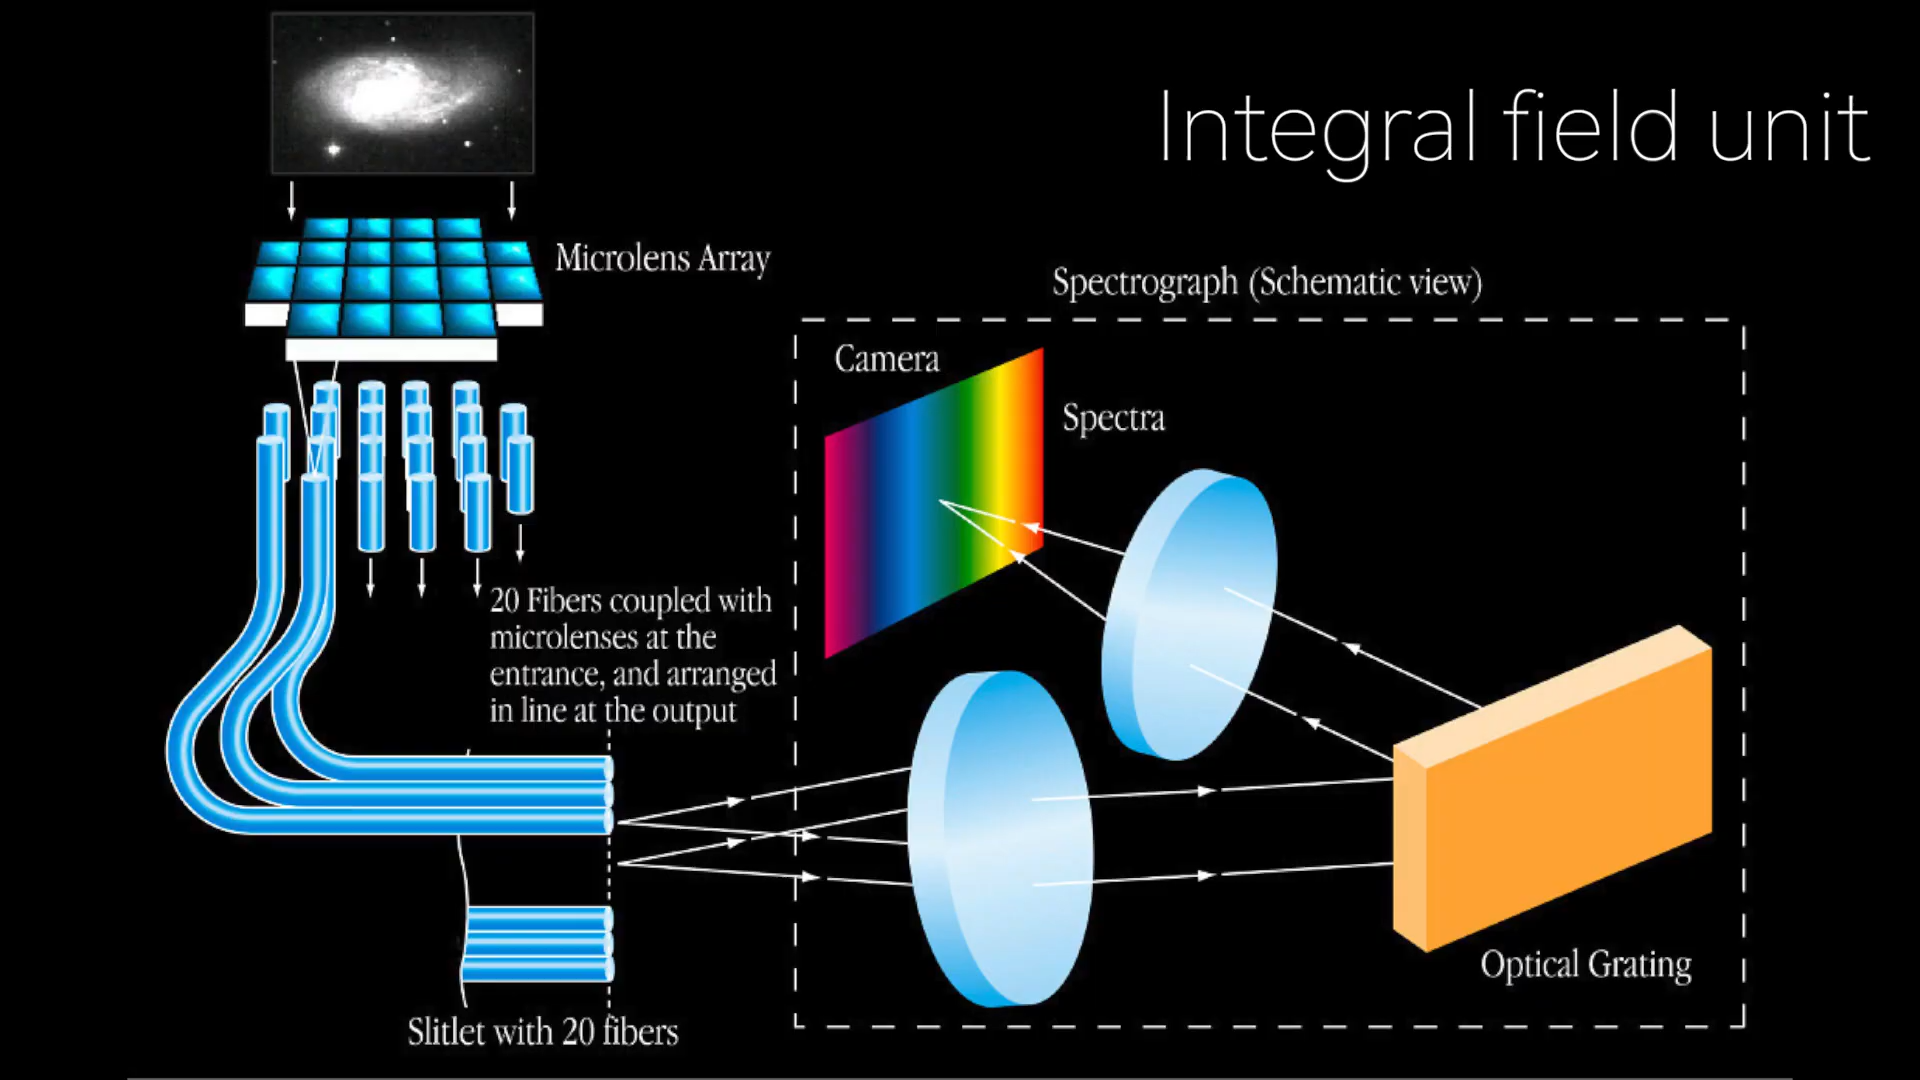 Integral field unit
Microlens Array
Spectrograph (Schematic view)
Camera
Spectra
20 Fibers coupled with
microlenses at the
entrance, and arranged
in line at the output
Optical Grating
Slitlet with 20 fibers